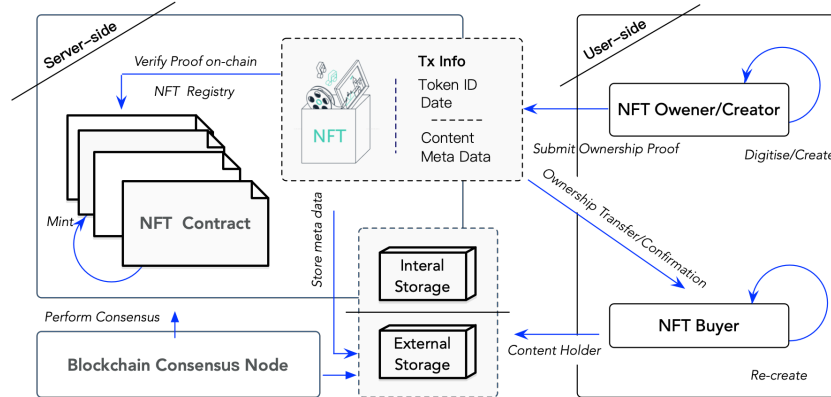 Server-side
User-side
Verify Proof on-chain
NFT Registry
NFT
Tx Info
Token ID
Date
Content
Meta Data
NFT Owener/Creator
Submit Ownership Proof
Digitise/Create
Mint
NFT Contract
Store meta data
Ownership Transfer/Confirmation
Interal
Storage
Perform Consensus
External
Storage
NFT Buyer
Content Holder
Blockchain Consensus Node
Re-create